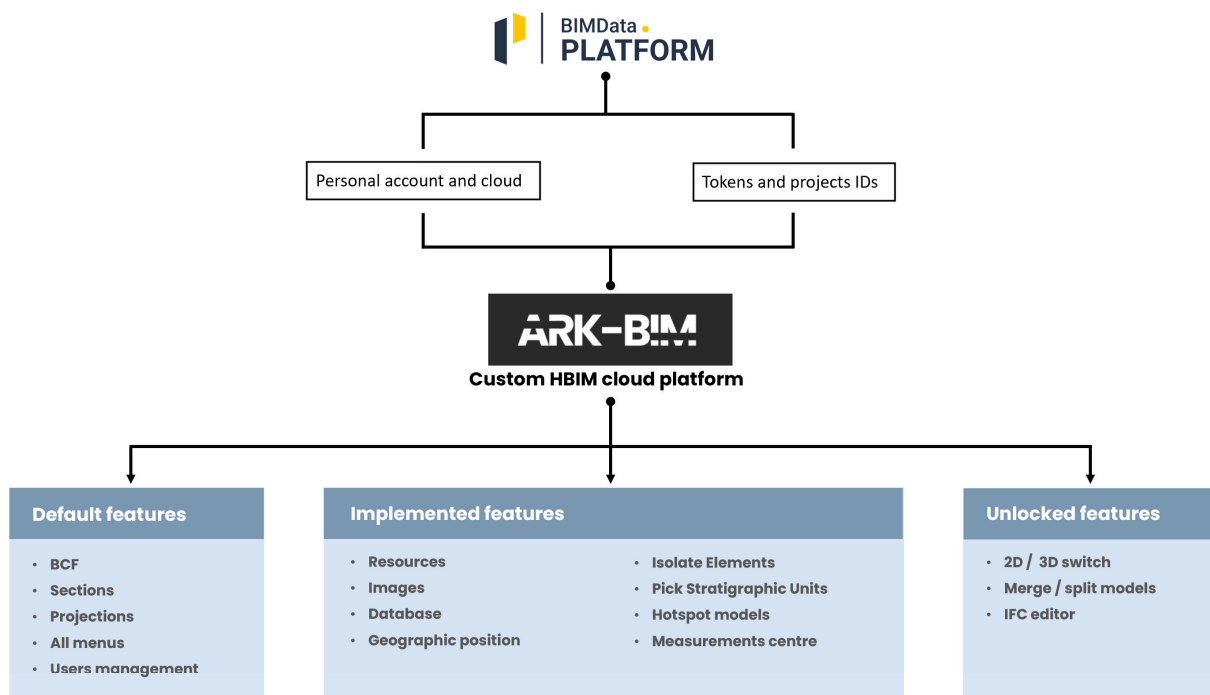 BIMData
PLATFORM
Personal account and cloud
Tokens and projects IDs
ARK-BIM
Custom HBIM cloud platform
Default features
• BCF
• Sections
• Projections
• All menus
• Users management
Implemented features
• Resources
• Images
• Database
• Geographic position
• Isolate Elements
• Pick Stratigraphic Units
• Hotspot models
• Measurements centre
Unlocked features
• 2D / 3D switch
• Merge / split models
• IFC editor